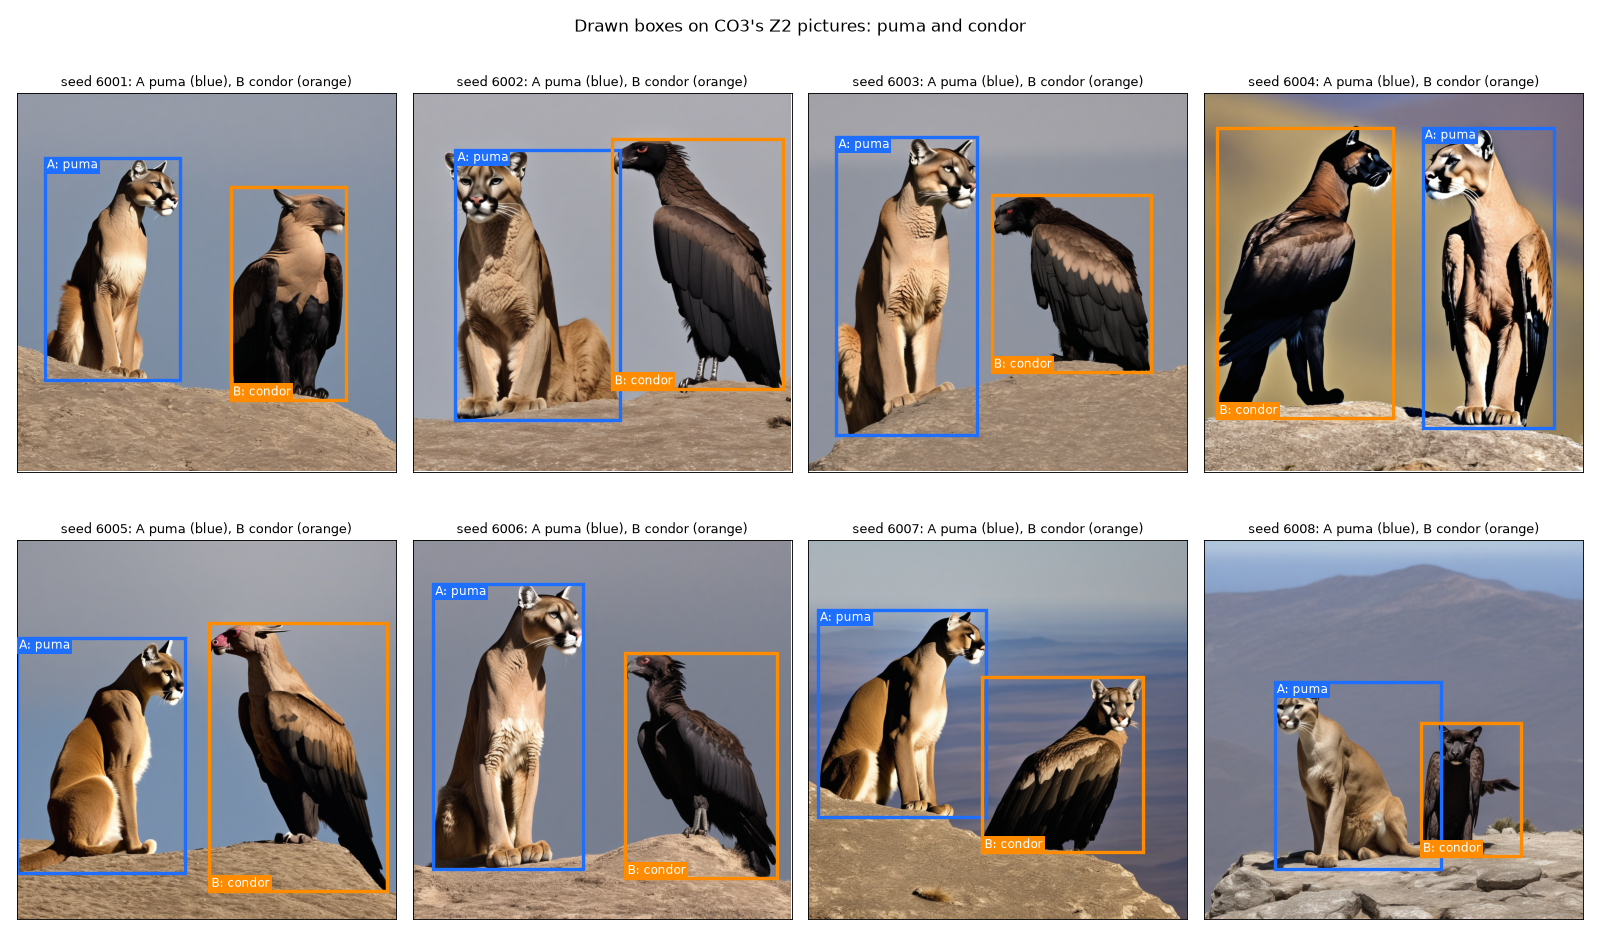 Drawn boxes on CO3's Z2 pictures: puma and condor
seed 6001: A puma (blue), B condor (orange)
seed 6002: A puma (blue), B condor (orange)
seed 6003: A puma (blue), B condor (orange)
seed 6004: A puma (blue), B condor (orange)
A: puma
B: condor
A: puma
B: condor
A: puma
B: condor
A: puma
B: condor
seed 6005: A puma (blue), B condor (orange)
seed 6006: A puma (blue), B condor (orange)
seed 6007: A puma (blue), B condor (orange)
seed 6008: A puma (blue), B condor (orange)
A: puma
B: condor
A: puma
B: condor
A: puma
B: condor
A: puma
B: condor